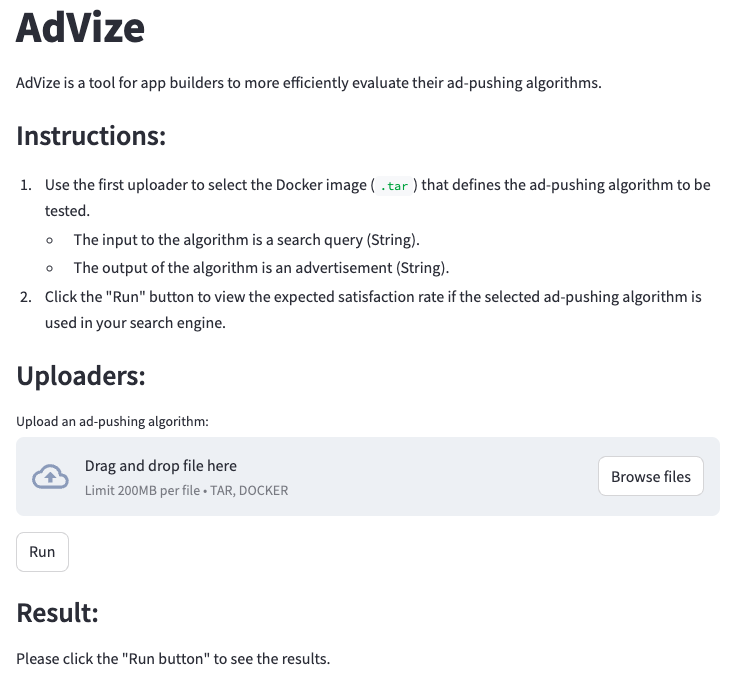 AdVize
AdVize is a tool for app builders to more efficiently evaluate their ad-pushing algorithms.
Instructions:
1. Use the first uploader to select the Docker image ( .tar ) that defines the ad-pushing algorithm to be
tested.
○ The input to the algorithm is a search query (String).
○ The output of the algorithm is an advertisement (String).
2. Click the "Run" button to view the expected satisfaction rate if the selected ad-pushing algorithm is
used in your search engine.
Uploaders:
Upload an ad-pushing algorithm:
Drag and drop file here
Limit 200MB per file • TAR, DOCKER
Browse files
Run
Result:
Please click the "Run button" to see the results.